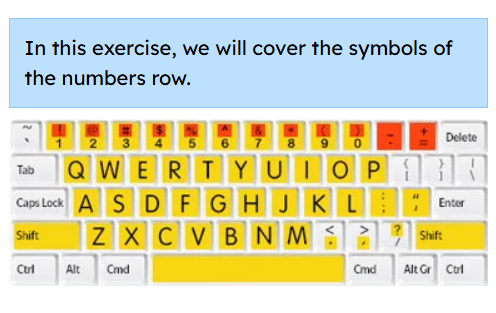 In this exercise, we will cover the symbols of
the numbers row.
~ ! @ # $ % ^ & * ( ) - +
` 1 2 3 4 5 6 7 8 9 0 = Delete
Tab Q W E R T Y U I O P { } |
[ ] \
Caps Lock A S D F G H J K L : " Enter
; '
Shift Z X C V B N M < > ? Shift
. , /
Ctrl Alt Cmd Cmd Alt Gr Ctrl